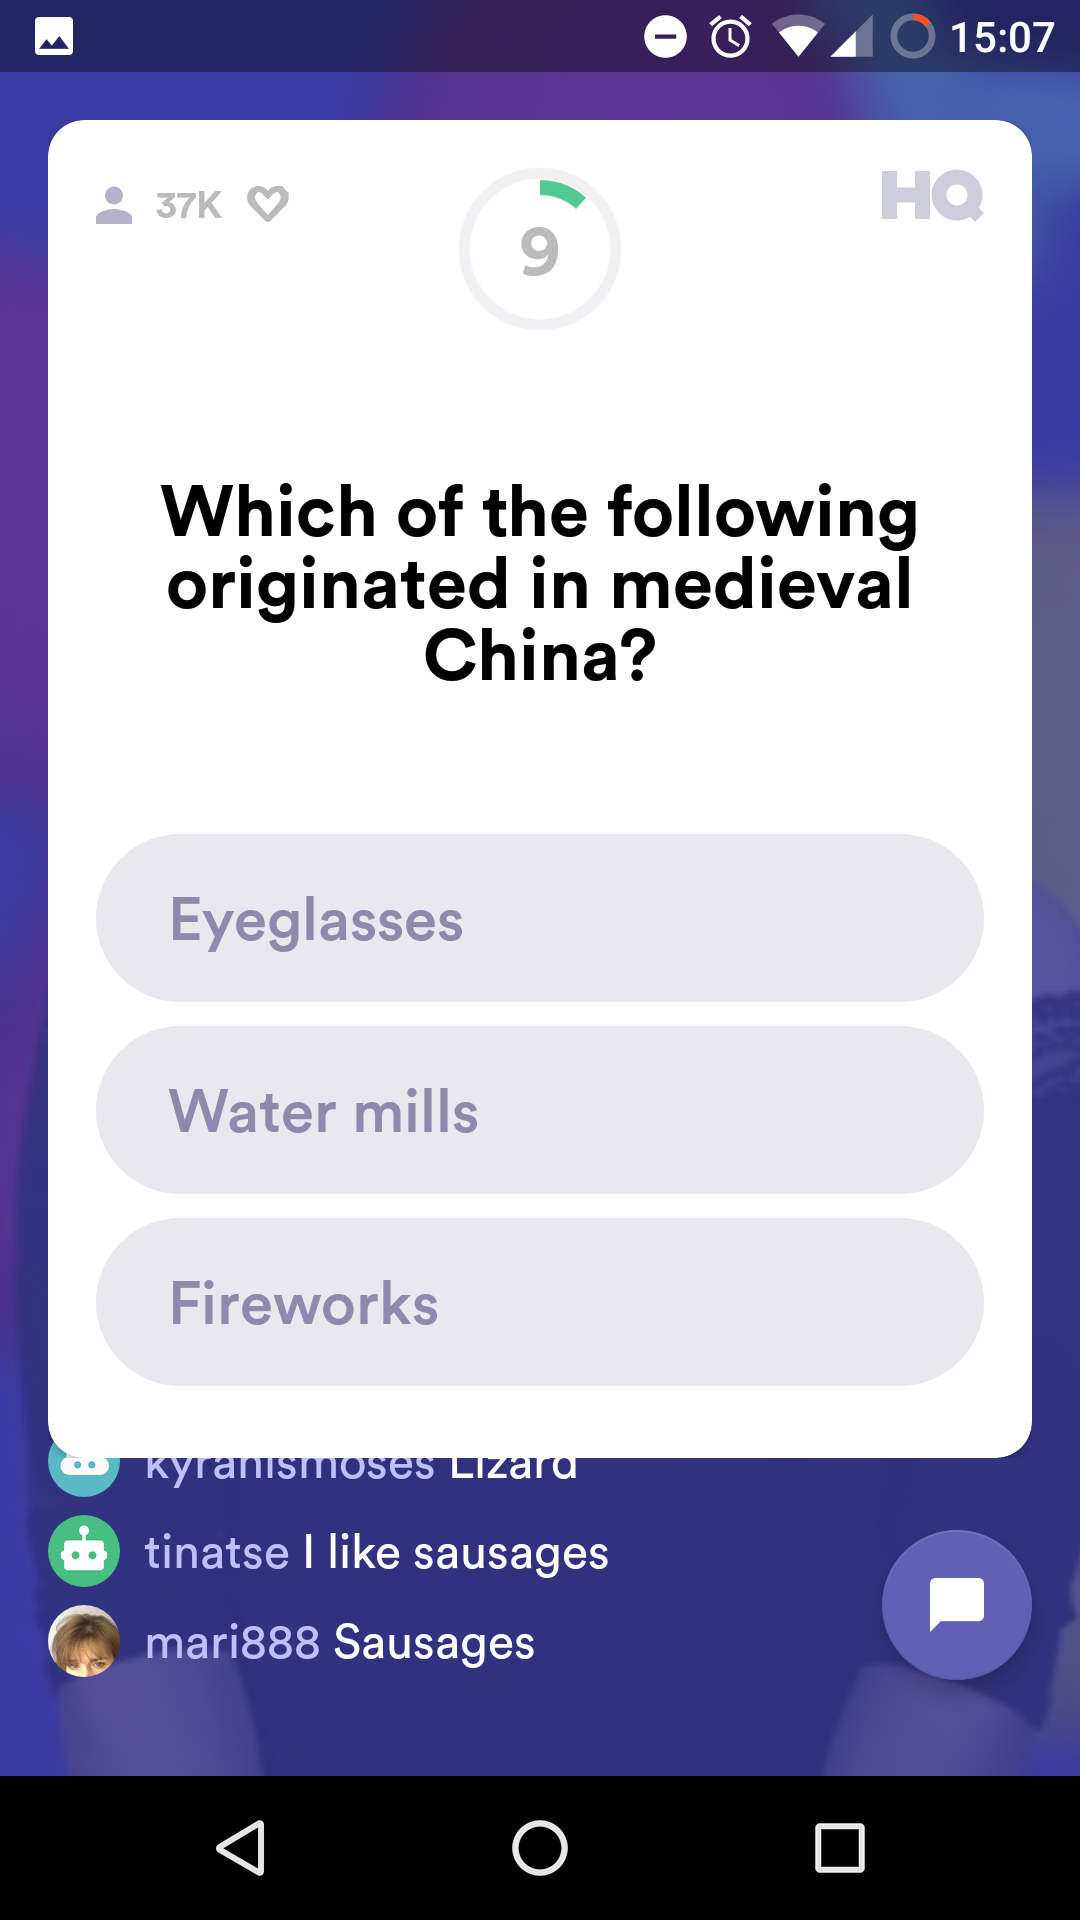 15:07
37K
HQ
9
Which of the following
originated in medieval
China?
Eyeglasses
Water mills
Fireworks
kyranismoses Lizard
tinatse I like sausages
mari888 Sausages